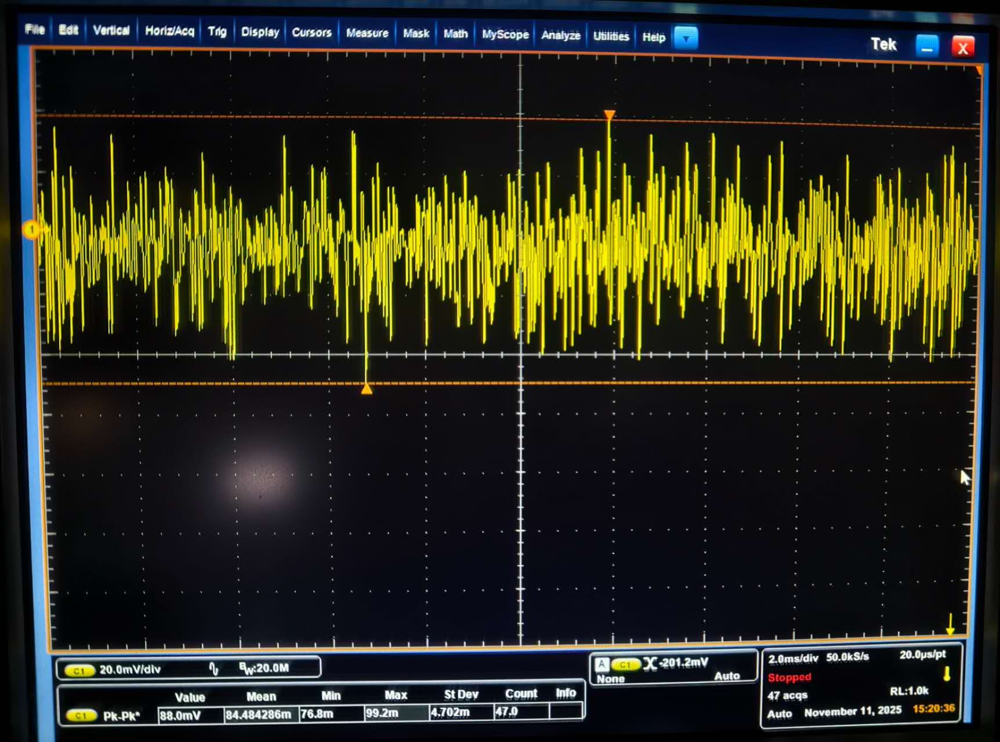 File Edit Vertical Horiz/Acq Trig Display Cursors Measure Mask Math MyScope Analyze Utilities Help Tek X
1
C1 20.0mV/div BW:20.0M
A C1 -201.2mV
None Auto
2.0ms/div 50.0kS/s 20.0µs/pt
Stopped
47 acqs RL:1.0k
Auto November 11, 2025 15:20:36
Value Mean Min Max St Dev Count Info
C1 Pk-Pk* 88.0mV 84.484286m 76.8m 99.2m 4.702m 47.0